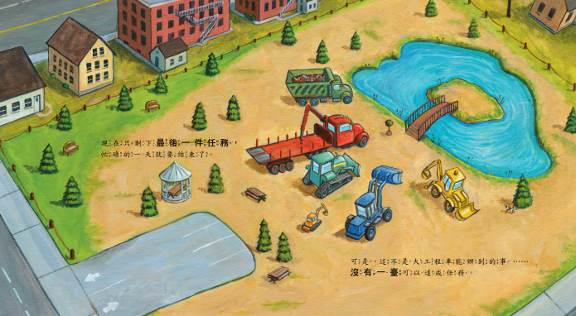 現在只剩下最後一件任務，
忙碌的一天就要結束了。
可是，這不是大工程車能辦到的事……
沒有一臺可以達成任務。